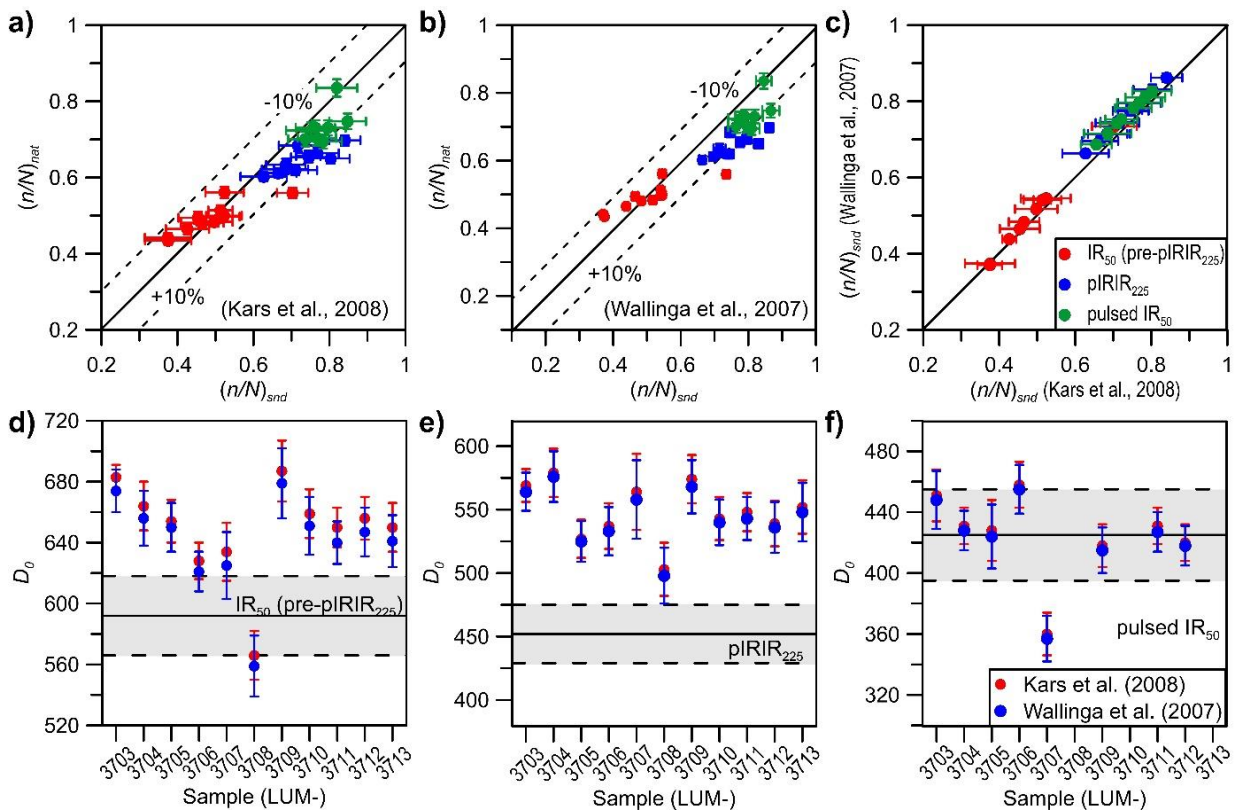 a)
1
0.8
0.6
0.4
0.2
(n/N)nat
-10%
+10%
(Kars et al., 2008)
0.2 0.4 0.6 0.8 1
(n/N)snd
b)
1
0.8
0.6
0.4
0.2
(n/N)nat
-10%
+10%
(Wallinga et al., 2007)
0.2 0.4 0.6 0.8 1
(n/N)snd
c)
1
0.8
0.6
0.4
0.2
(n/N)snd (Wallinga et al., 2007)
IR50 (pre-pIRIR225)
pIRIR225
pulsed IR50
0.2 0.4 0.6 0.8 1
(n/N)snd (Kars et al., 2008)
d)
720
680
640
600
560
520
D0
IR50 (pre-pIRIR225)
3703 3704 3705 3706 3707 3708 3709 3710 3711 3712 3713
Sample (LUM-)
e)
600
550
500
450
400
D0
pIRIR225
3703 3704 3705 3706 3707 3708 3709 3710 3711 3712 3713
Sample (LUM-)
f)
480
440
400
360
320
D0
pulsed IR50
Kars et al. (2008)
Wallinga et al. (2007)
3703 3704 3705 3706 3707 3708 3709 3710 3711 3712 3713
Sample (LUM-)